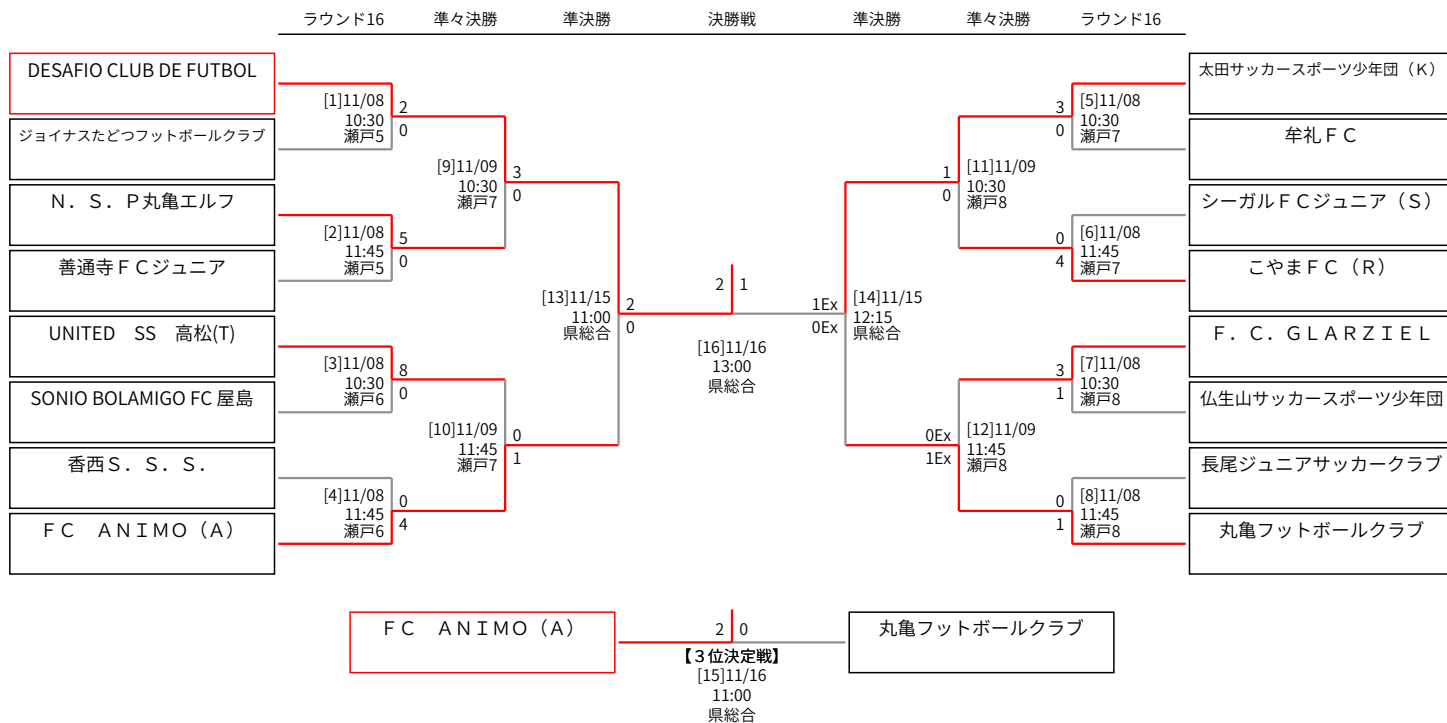 ラウンド16 準々決勝 準決勝 決勝戦 準決勝 準々決勝 ラウンド16
DESAFIO CLUB DE FUTBOL
ジョイナスたどつフットボールクラブ
Ｎ．Ｓ．Ｐ丸亀エルフ
善通寺ＦＣジュニア
UNITED　SS　高松(T)
SONIO BOLAMIGO FC 屋島
香西Ｓ．Ｓ．Ｓ．
ＦＣ　ＡＮＩＭＯ（Ａ）
[1]11/08
10:30
瀬戸5
2
0
[2]11/08
11:45
瀬戸5
5
0
[3]11/08
10:30
瀬戸6
8
0
[4]11/08
11:45
瀬戸6
0
4
[9]11/09
10:30
瀬戸7
3
0
[10]11/09
11:45
瀬戸7
0
1
[13]11/15
11:00
県総合
2
0
2 1
[16]11/16
13:00
県総合
1Ex
0Ex
[14]11/15
12:15
県総合
1
0
[11]11/09
10:30
瀬戸8
0Ex
1Ex
[12]11/09
11:45
瀬戸8
3
0
[5]11/08
10:30
瀬戸7
0
4
[6]11/08
11:45
瀬戸7
3
1
[7]11/08
10:30
瀬戸8
0
1
[8]11/08
11:45
瀬戸8
太田サッカースポーツ少年団（Ｋ）
牟礼ＦＣ
シーガルＦＣジュニア（Ｓ）
こやまＦＣ（Ｒ）
Ｆ．Ｃ．ＧＬＡＲＺＩＥＬ
仏生山サッカースポーツ少年団
長尾ジュニアサッカークラブ
丸亀フットボールクラブ
ＦＣ　ＡＮＩＭＯ（Ａ）
2 0
丸亀フットボールクラブ
【３位決定戦】
[15]11/16
11:00
県総合